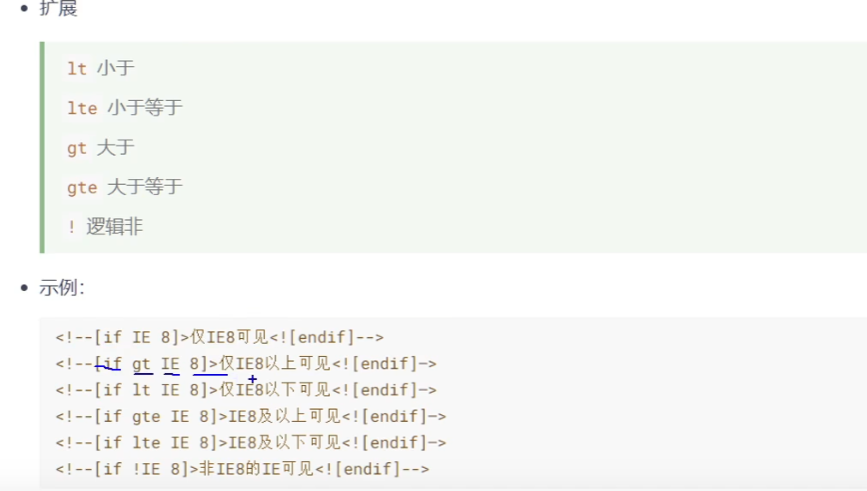 扩展
lt 小于
lte 小于等于
gt 大于
gte 大于等于
! 逻辑非
示例：
<!--[if IE 8]>仅IE8可见<![endif]-->
<!--[if gt IE 8]>仅IE8以上可见<![endif]—>
<!--[if lt IE 8]>仅IE8以下可见<![endif]—>
<!--[if gte IE 8]>IE8及以上可见<![endif]—>
<!--[if lte IE 8]>IE8及以下可见<![endif]—>
<!--[if !IE 8]>非IE8的IE可见<![endif]-->